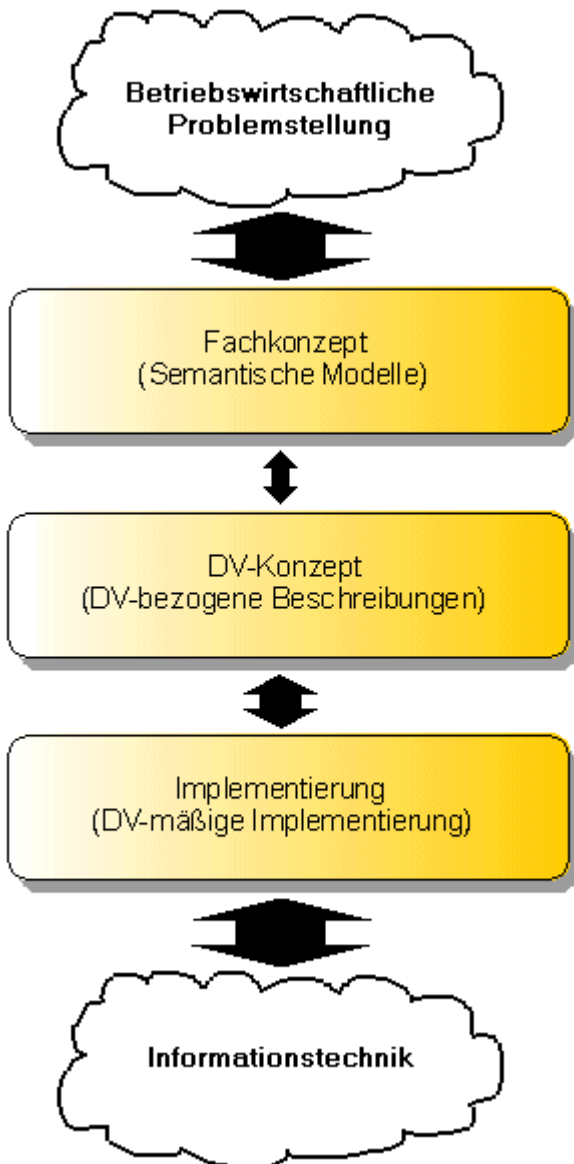 Betriebswirtschaftliche
Problemstellung
Fachkonzept
(Semantische Modelle)
DV-Konzept
(DV-bezogene Beschreibungen)
Implementierung
(DV-mäßige Implementierung)
Informationstechnik